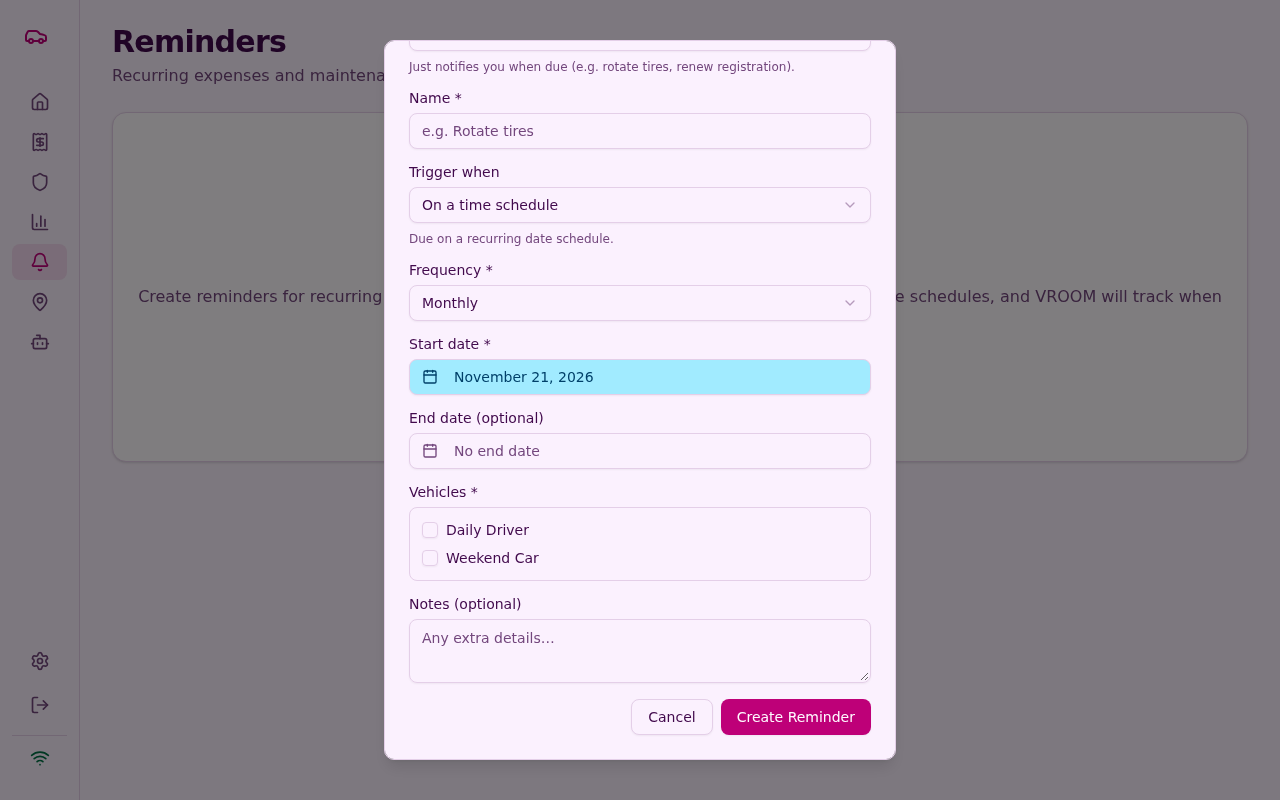 Reminders
Recurring expenses and maintena
Create reminders for recurring
e schedules, and VROOM will track when
Just notifies you when due (e.g. rotate tires, renew registration).
Name *
e.g. Rotate tires
Trigger when
On a time schedule
Due on a recurring date schedule.
Frequency *
Monthly
Start date *
November 21, 2026
End date (optional)
No end date
Vehicles *
Daily Driver
Weekend Car
Notes (optional)
Any extra details...
Cancel
Create Reminder